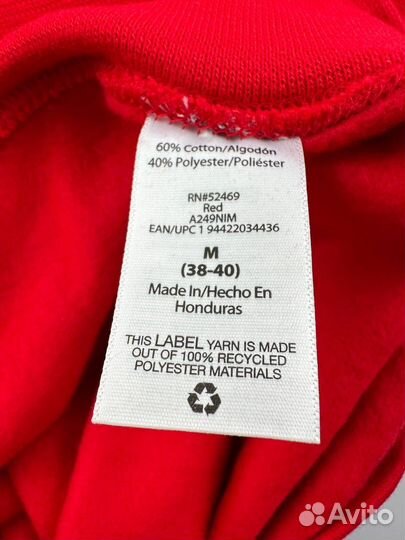 60% Cotton/Algodón
40% Polyester/Poliéster
RN#52469
Red
A249NIM
EAN/UPC 1 94422034436
M
(38-40)
Made In/Hecho En
Honduras
THIS LABEL YARN IS MADE
OUT OF 100% RECYCLED
POLYESTER MATERIALS
Avito